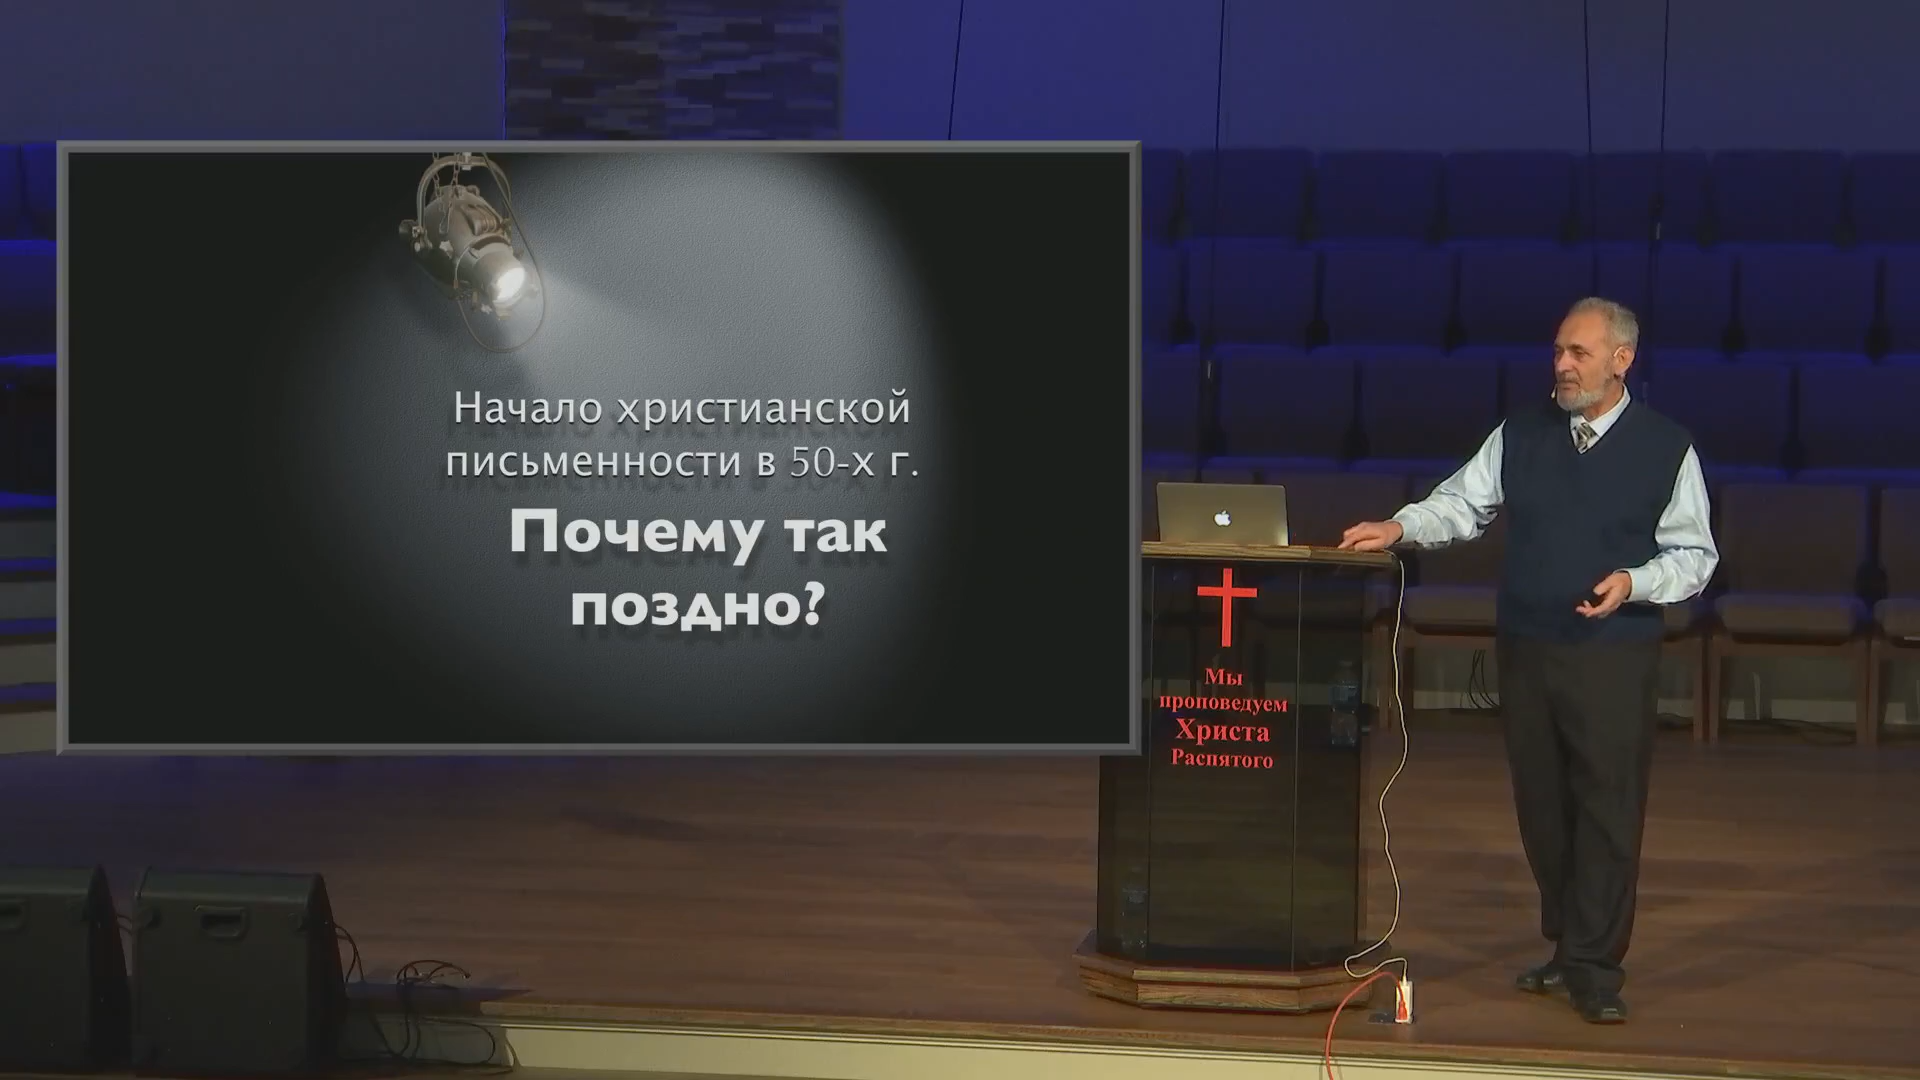 Начало христианской
письменности в 50-х г.
Почему так
поздно?
Мы
проповедуем
Христа
Распятого